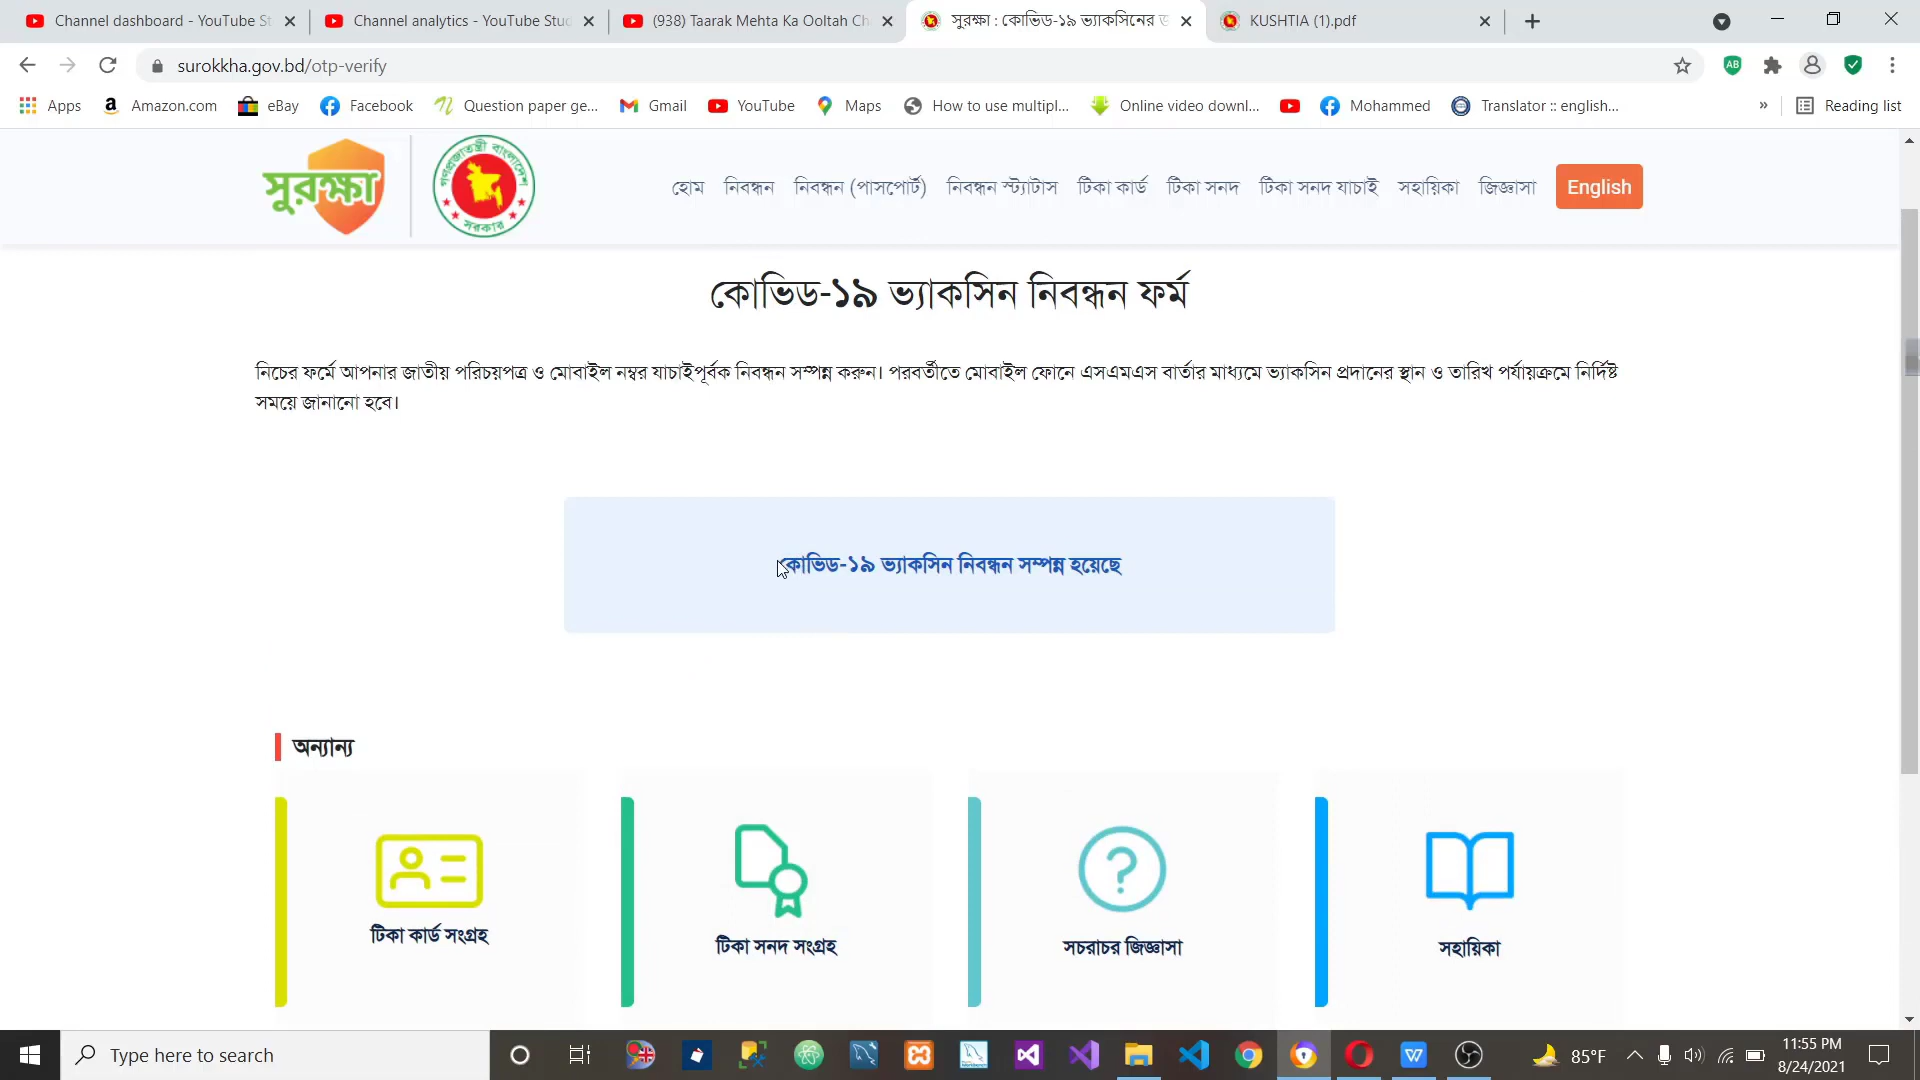 Channel dashboard - YouTube St
Channel analytics - YouTube Stud
(938) Taarak Mehta Ka Ooltah Ch
সুরক্ষা : কোভিড-১৯ ভ্যাকসিনের
KUSHTIA (1).pdf
surokkha.gov.bd/otp-verify
Apps
Amazon.com
eBay
Facebook
Question paper ge...
Gmail
YouTube
Maps
How to use multipl...
Online video downl...
Mohammed
Translator :: english...
»
Reading list
সুরক্ষা
গণপ্রজাতন্ত্রী বাংলাদেশ
সরকার
হোম
নিবন্ধন
নিবন্ধন (পাসপোর্ট)
নিবন্ধন স্ট্যাটাস
টিকা কার্ড
টিকা সনদ
টিকা সনদ যাচাই
সহায়িকা
জিজ্ঞাসা
English
কোভিড-১৯ ভ্যাকসিন নিবন্ধন ফর্ম
নিচের ফর্মে আপনার জাতীয় পরিচয়পত্র ও মোবাইল নম্বর যাচাইপূর্বক নিবন্ধন সম্পন্ন করুন। পরবর্তীতে মোবাইল ফোনে এসএমএস বার্তার মাধ্যমে ভ্যাকসিন প্রদানের স্থান ও তারিখ পর্যায়ক্রমে নির্দিষ্ট
সময়ে জানানো হবে।
কোভিড-১৯ ভ্যাকসিন নিবন্ধন সম্পন্ন হয়েছে
অন্যান্য
টিকা কার্ড সংগ্রহ
টিকা সনদ সংগ্রহ
সচরাচর জিজ্ঞাসা
সহায়িকা
Type here to search
85°F
11:55 PM
8/24/2021